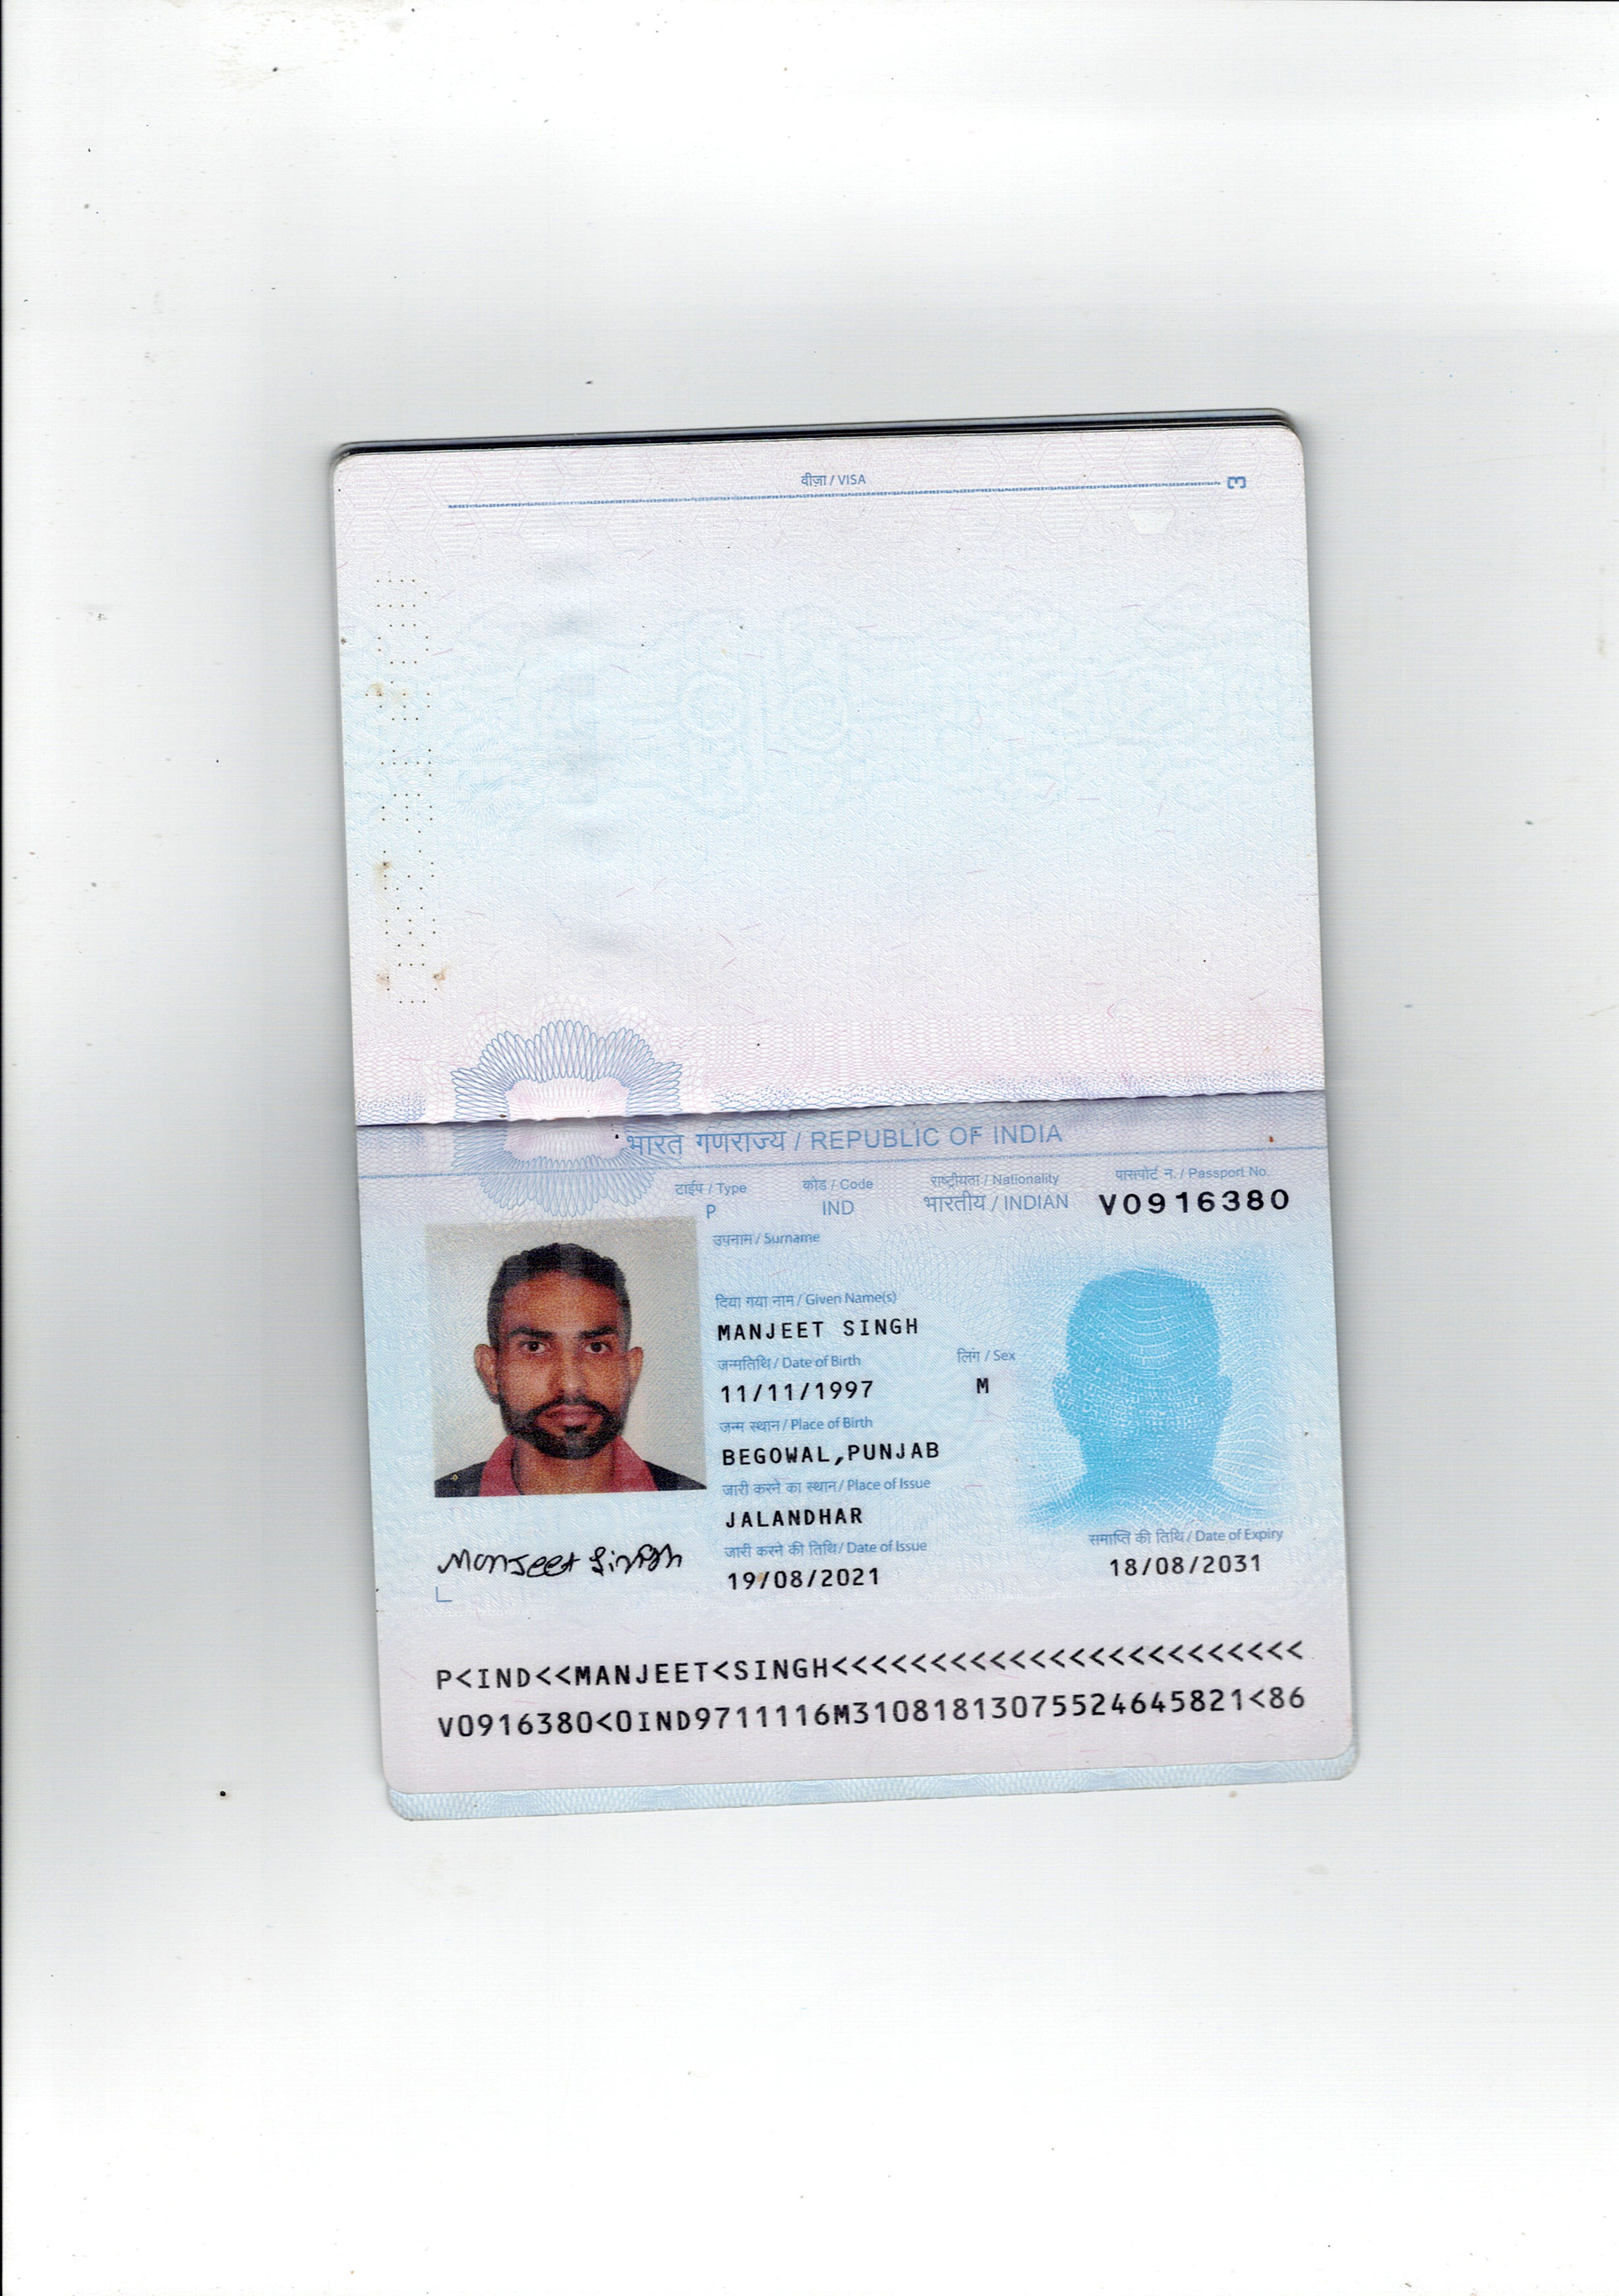 वीज़ा / VISA
3
भारत गणराज्य / REPUBLIC OF INDIA
टाईप / Type कोड / Code राष्ट्रीयता / Nationality पासपोर्ट न. / Passport No.
P IND भारतीय / INDIAN V0916380
उपनाम / Surname
दिया गया नाम / Given Name(s)
MANJEET SINGH
जन्मतिथि / Date of Birth लिंग / Sex
11/11/1997 M
जन्म स्थान / Place of Birth
BEGOWAL,PUNJAB
जारी करने का स्थान / Place of Issue
JALANDHAR
जारी करने की तिथि / Date of Issue समाप्ति की तिथि / Date of Expiry
19/08/2021 18/08/2031
Manjeet Singh
P<IND<<MANJEET<SINGH<<<<<<<<<<<<<<<<<<<<<<<<
V0916380<0IND9711116M31081813075524645821<86